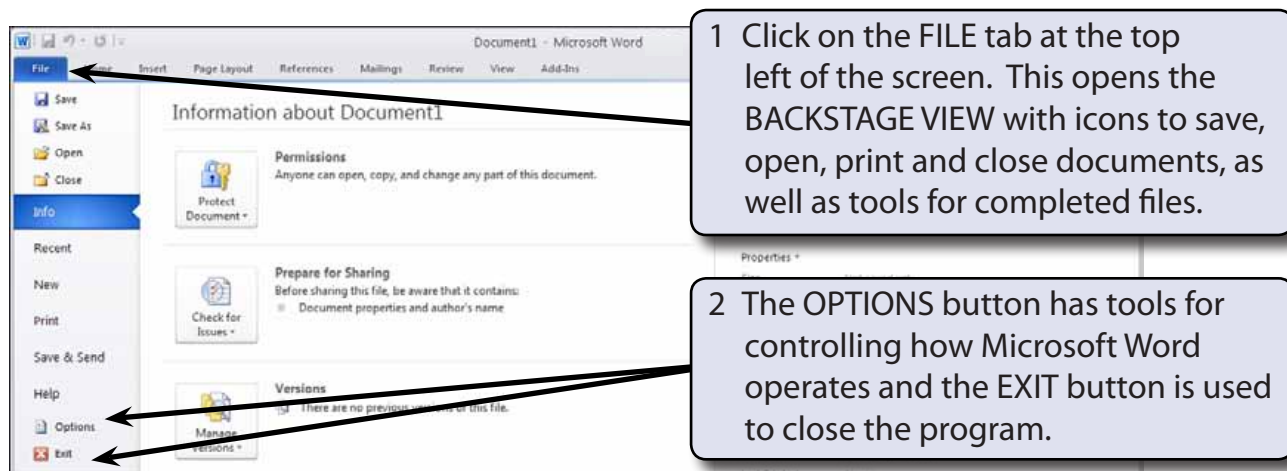 Document1 - Microsoft Word
File Insert Page Layout References Mailings Review View Add-Ins
Save
Save As
Open
Close
Info
Recent
New
Print
Save & Send
Help
Options
Exit
Information about Document1
Protect
Document
Permissions
Anyone can open, copy, and change any part of this document.
Check for
Issues
Prepare for Sharing
Before sharing this file, be aware that it contains:
Document properties and author's name
Manage
Versions
Versions
There are no previous versions of this file.
Properties
1 Click on the FILE tab at the top
left of the screen. This opens the
BACKSTAGE VIEW with icons to save,
open, print and close documents, as
well as tools for completed files.
2 The OPTIONS button has tools for
controlling how Microsoft Word
operates and the EXIT button is used
to close the program.